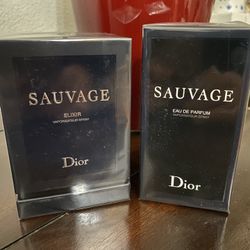 SAUVAGE
ELIXIR
VAPORISATEUR SPRAY
Dior
SAUVAGE
EAU DE PARFUM
VAPORISATEUR SPRAY
Dior